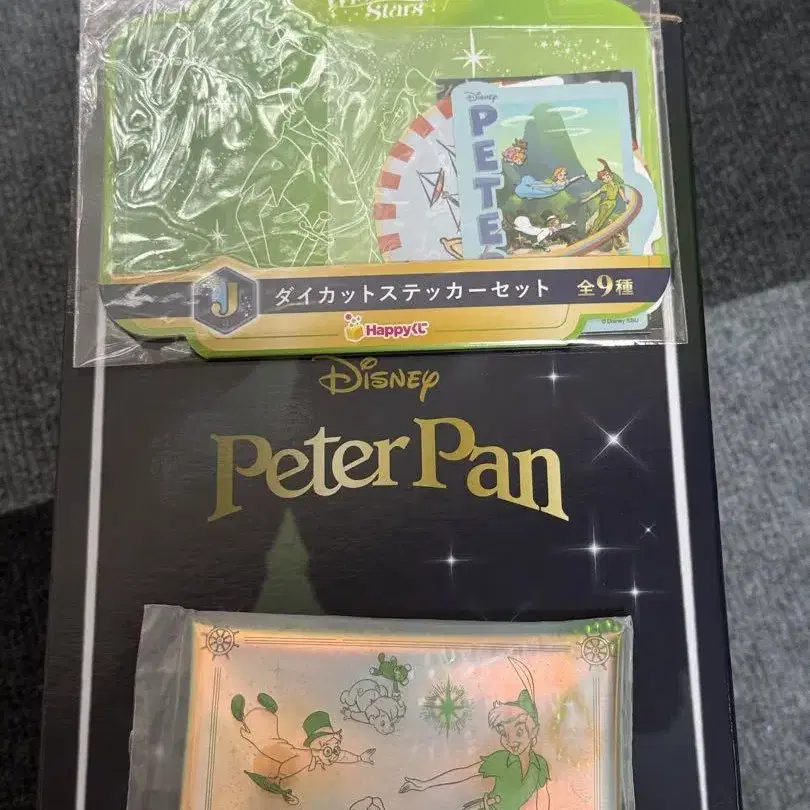 Stars
Disney
Disney
PETE
J
ダイカットステッカーセット 全9種
Happyくじ
© Disney
Disney
Peter Pan